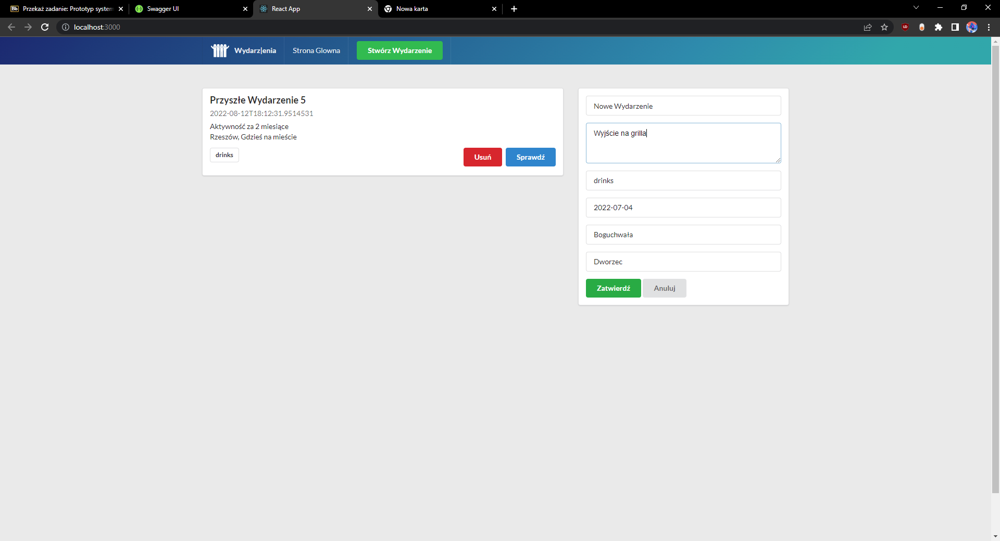 Przekaż zadanie: Prototyp system
Swagger UI
React App
Nowa karta
localhost:3000
Wydarz|enia
Strona Glowna
Stwórz Wydarzenie
Przyszłe Wydarzenie 5
2022-08-12T18:12:31.9514531
Aktywność za 2 miesiące
Rzeszów, Gdzieś na mieście
drinks
Usuń
Sprawdź
Nowe Wydarzenie
Wyjście na grilla
drinks
2022-07-04
Boguchwała
Dworzec
Zatwierdź
Anuluj